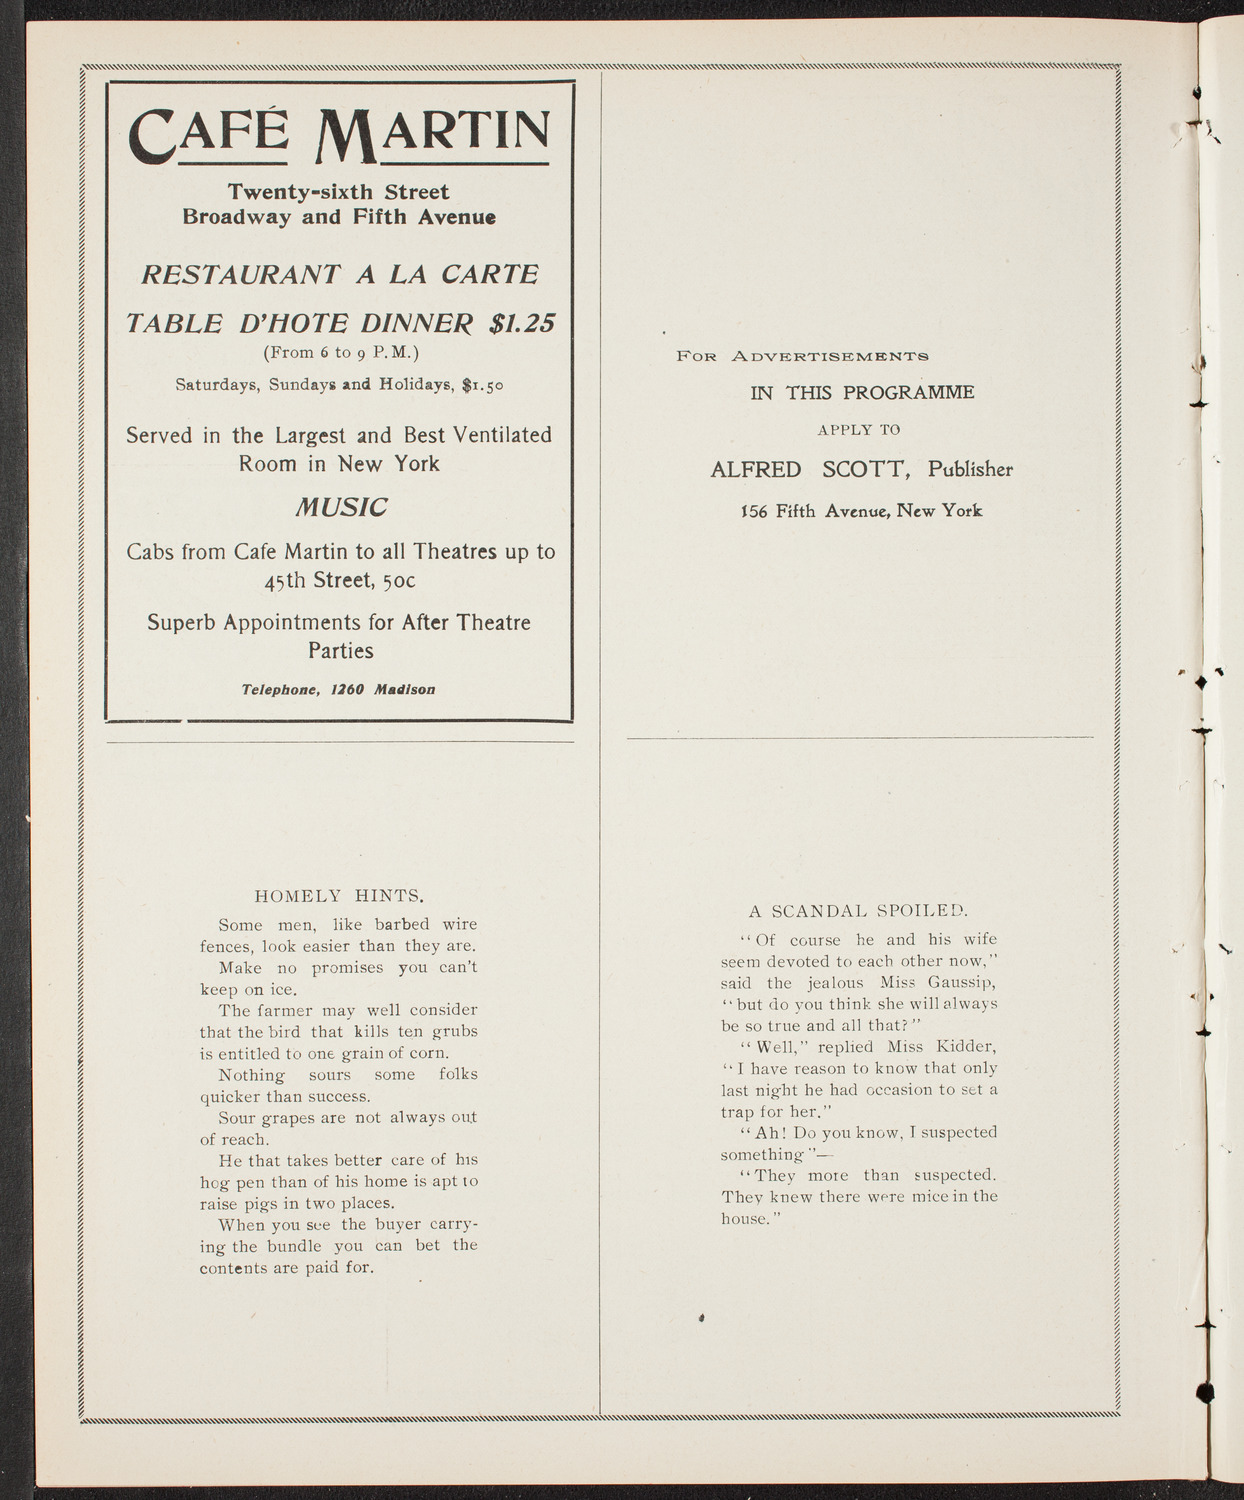 CAFÉ MARTIN
Twenty-sixth Street
Broadway and Fifth Avenue
RESTAURANT A LA CARTE
TABLE D'HOTE DINNER $1.25
(From 6 to 9 P.M.)
Saturdays, Sundays and Holidays, $1.50
Served in the Largest and Best Ventilated
Room in New York
MUSIC
Cabs from Cafe Martin to all Theatres up to
45th Street, 50c
Superb Appointments for After Theatre
Parties
Telephone, 1260 Madison
HOMELY HINTS.
Some men, like barbed wire
fences, look easier than they are.
Make no promises you can't
keep on ice.
The farmer may well consider
that the bird that kills ten grubs
is entitled to one grain of corn.
Nothing sours some folks
quicker than success.
Sour grapes are not always out
of reach.
He that takes better care of his
hog pen than of his home is apt to
raise pigs in two places.
When you see the buyer carry-
ing the bundle you can bet the
contents are paid for.
FOR ADVERTISEMENTS
IN THIS PROGRAMME
APPLY TO
ALFRED SCOTT, Publisher
156 Fifth Avenue, New York
A SCANDAL SPOILED.
"Of course he and his wife
seem devoted to each other now,"
said the jealous Miss Gaussip,
"but do you think she will always
be so true and all that?"
"Well," replied Miss Kidder,
"I have reason to know that only
last night he had occasion to set a
trap for her."
"Ah! Do you know, I suspected
something"—
"They more than suspected.
They knew there were mice in the
house."